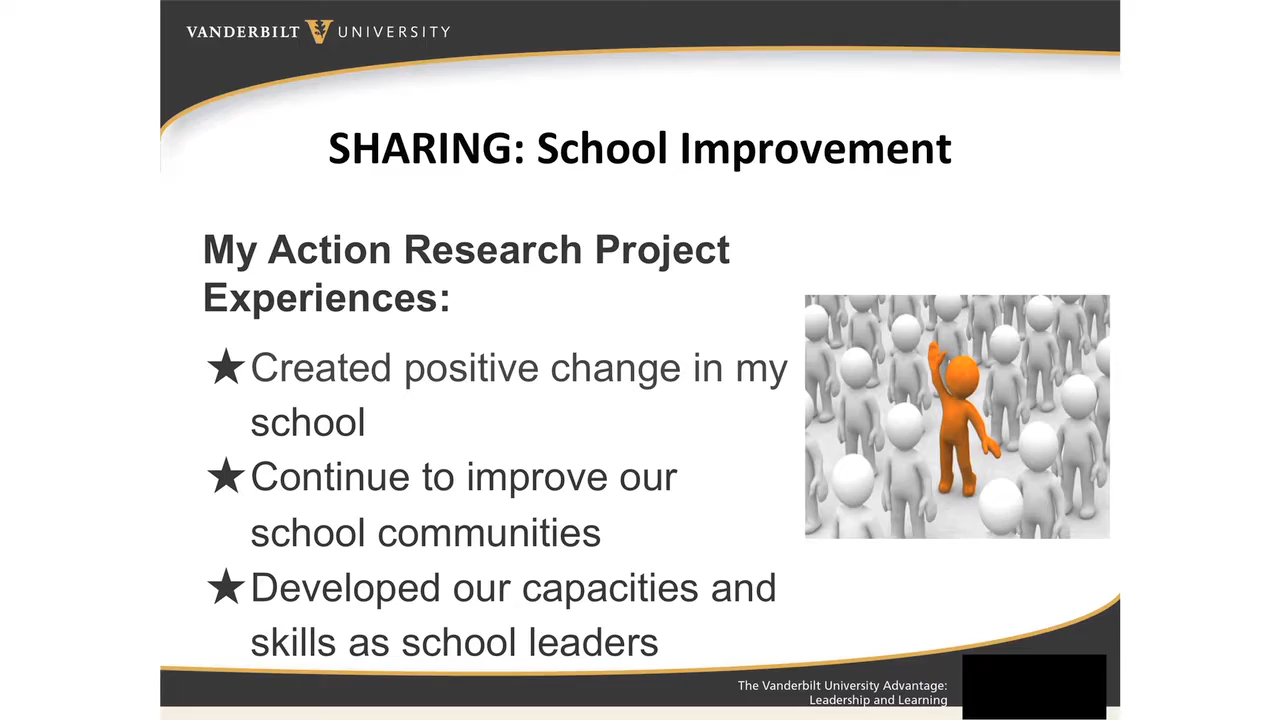 VANDERBILT UNIVERSITY
SHARING: School Improvement
My Action Research Project
Experiences:
★Created positive change in my
school
★Continue to improve our
school communities
★Developed our capacities and
skills as school leaders
The Vanderbilt University Advantage:
Leadership and Learning